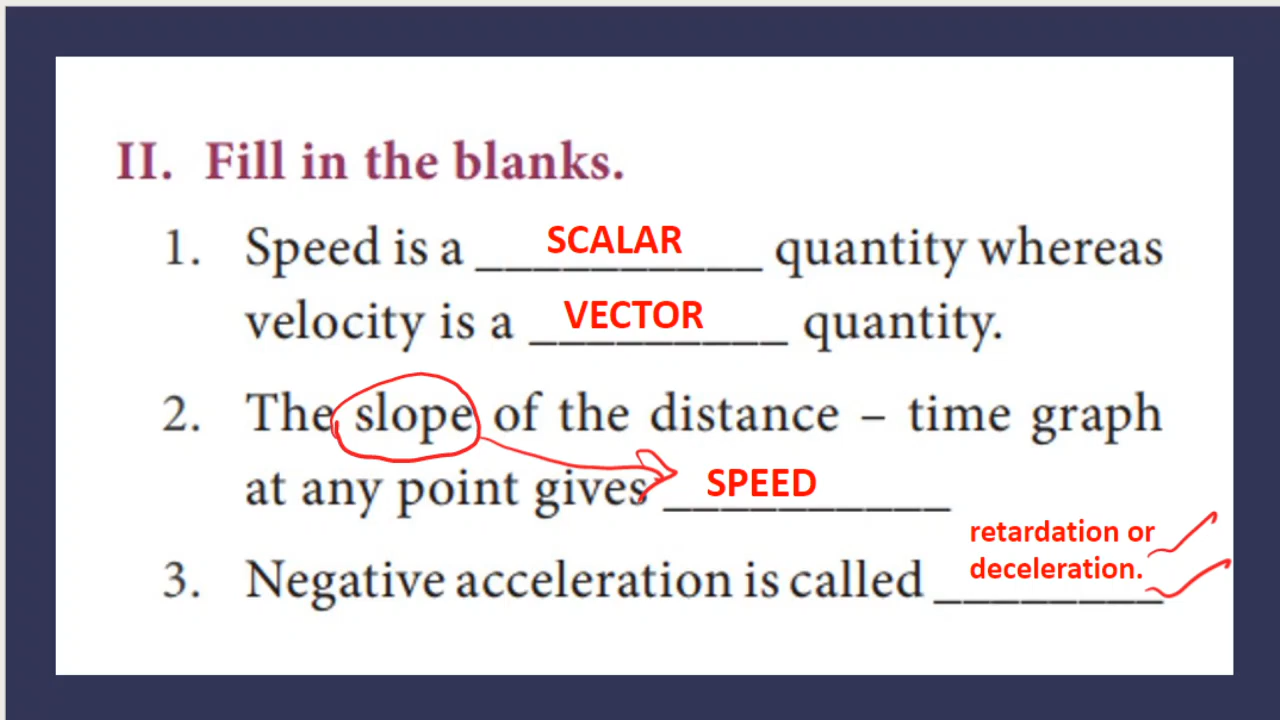 II. Fill in the blanks.
1. Speed is a SCALAR quantity whereas
velocity is a VECTOR quantity.
2. The slope of the distance – time graph
at any point gives SPEED
retardation or
3. Negative acceleration is called deceleration.